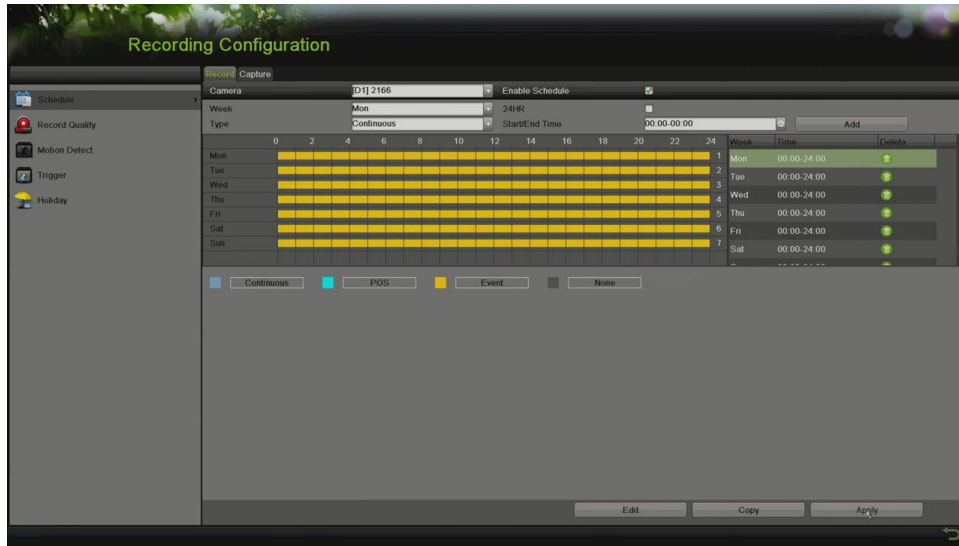 Recording Configuration
Record Capture
Schedule
Record Quality
Motion Detect
Trigger
Holiday
Camera [D1] 2166 Enable Schedule
Week Mon 24HR
Type Continuous Start/End Time 00:00-00:00 Add
0 2 4 6 8 10 12 14 16 18 20 22 24 Week Time Delete
Mon 1
Tue 2
Wed 3
Thu 4
Fri 5
Sat 6
Sun 7
Mon 00:00-24:00
Tue 00:00-24:00
Wed 00:00-24:00
Thu 00:00-24:00
Fri 00:00-24:00
Sat 00:00-24:00
Continuous POS Event None
Edit Copy Apply